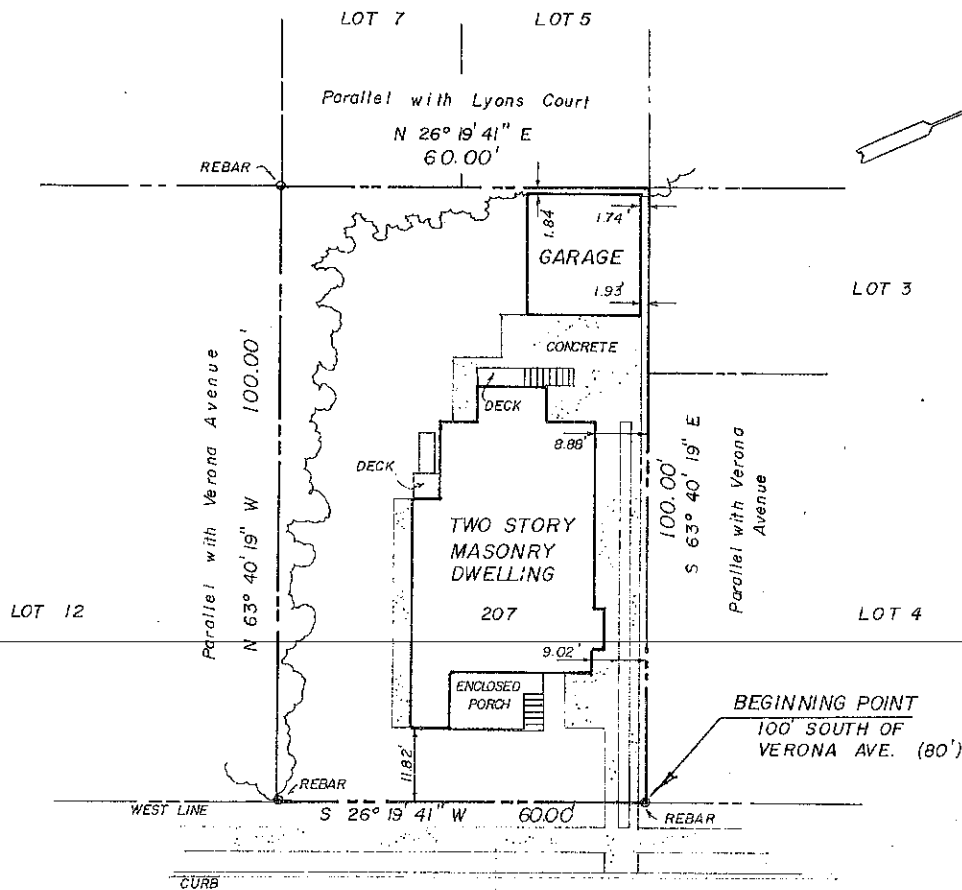 LOT 7
LOT 5
Parallel with Lyons Court
N 26° 19' 41" E
60.00'
REBAR
1.84'
1.74'
GARAGE
1.93'
LOT 3
CONCRETE
DECK
8.88'
DECK
Parallel with Verona Avenue
N 63° 40' 19" W 100.00'
100.00'
S 63° 40' 19" E
Parallel with Verona
Avenue
TWO STORY
MASONRY
DWELLING
207
LOT 12
LOT 4
9.02'
ENCLOSED
PORCH
BEGINNING POINT
100' SOUTH OF
VERONA AVE. (80')
11.82'
REBAR
WEST LINE
S 26° 19' 41" W 60.00'
REBAR
CURB